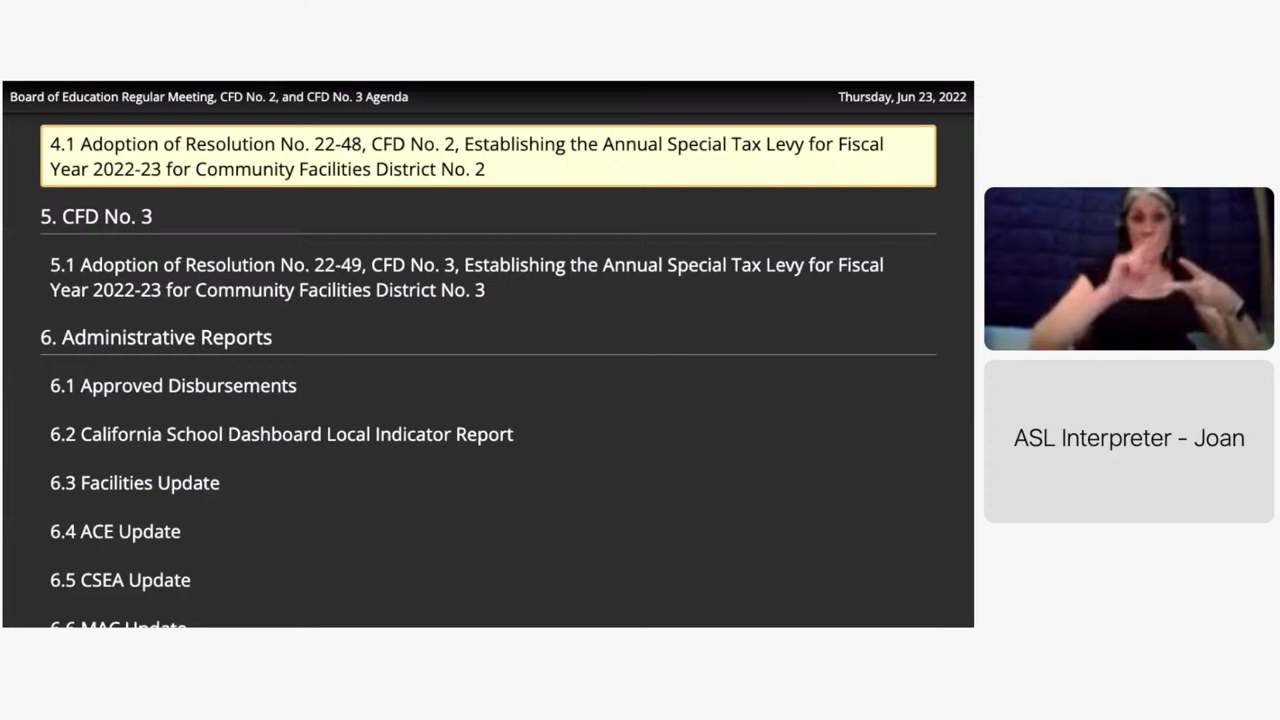 Board of Education Regular Meeting, CFD No. 2, and CFD No. 3 Agenda
Thursday, Jun 23, 2022
4.1 Adoption of Resolution No. 22-48, CFD No. 2, Establishing the Annual Special Tax Levy for Fiscal
Year 2022-23 for Community Facilities District No. 2
5. CFD No. 3
5.1 Adoption of Resolution No. 22-49, CFD No. 3, Establishing the Annual Special Tax Levy for Fiscal
Year 2022-23 for Community Facilities District No. 3
6. Administrative Reports
6.1 Approved Disbursements
6.2 California School Dashboard Local Indicator Report
6.3 Facilities Update
6.4 ACE Update
6.5 CSEA Update
6.6 MAC Update
ASL Interpreter - Joan